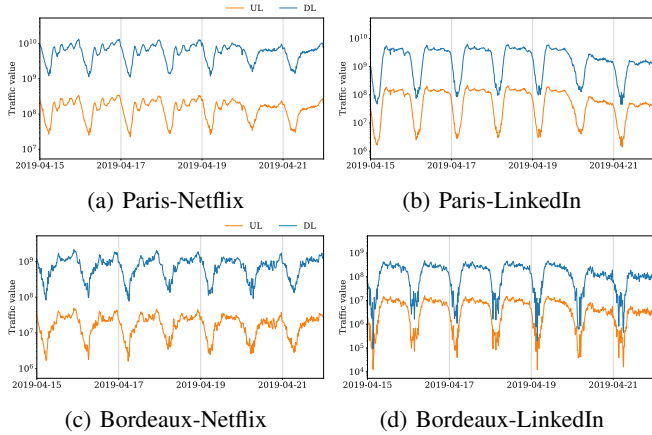 UL DL
Traffic value
10^10
10^9
10^8
10^7
2019-04-15 2019-04-17 2019-04-19 2019-04-21
(a) Paris-Netflix
Traffic value
10^10
10^9
10^8
10^7
10^6
2019-04-15 2019-04-17 2019-04-19 2019-04-21
(b) Paris-LinkedIn
UL DL
Traffic value
10^9
10^8
10^7
10^6
2019-04-15 2019-04-17 2019-04-19 2019-04-21
(c) Bordeaux-Netflix
Traffic value
10^9
10^8
10^7
10^6
10^5
10^4
2019-04-15 2019-04-17 2019-04-19 2019-04-21
(d) Bordeaux-LinkedIn